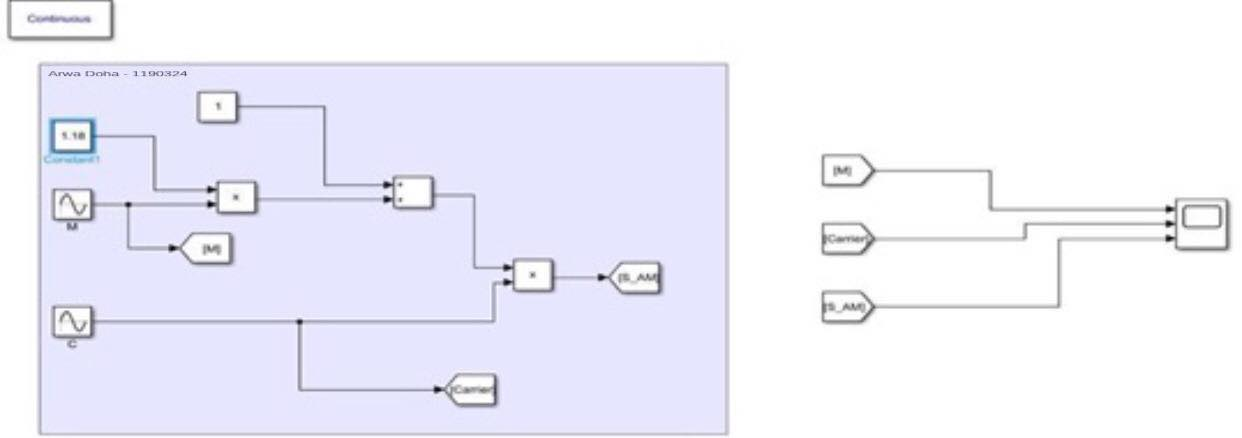 Continuous
Arwa Doha - 1190324
1
1.18
Constant1
×
M
[M]
+
+
×
[S_AM]
C
[Carrier]
[M]
[Carrier]
[S_AM]